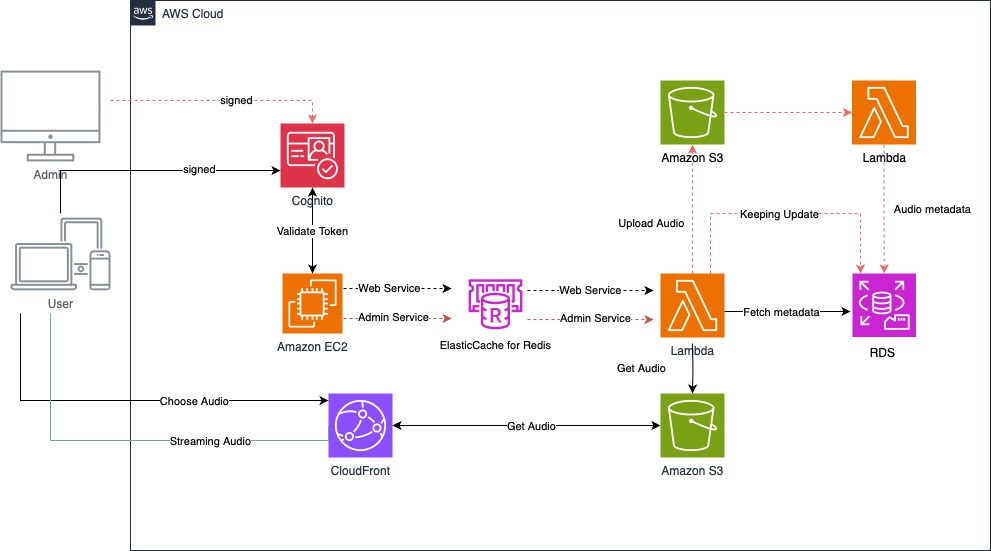 aws
AWS Cloud
signed
Admin
signed
Cognito
Validate Token
Amazon S3
Lambda
Upload Audio
Keeping Update
Audio metadata
User
Web Service
Admin Service
Amazon EC2
R
ElasticCache for Redis
Web Service
Admin Service
Lambda
Fetch metadata
RDS
Get Audio
Choose Audio
Streaming Audio
CloudFront
Get Audio
Amazon S3